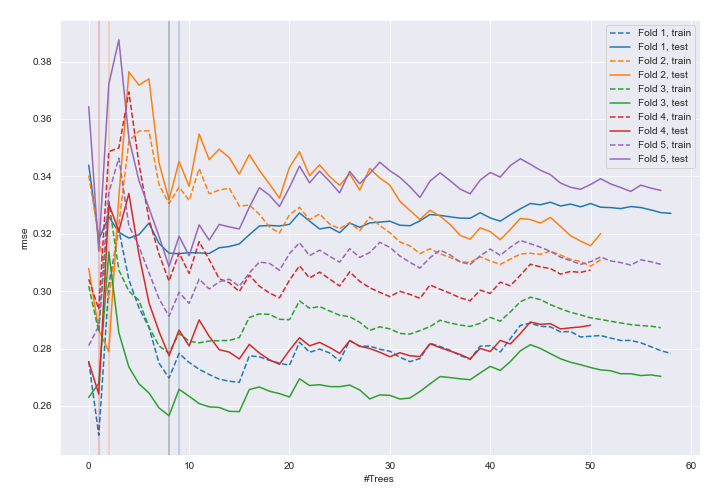 0.38
0.36
0.34
0.32
0.30
0.28
0.26
rmse
0 10 20 30 40 50 60
#Trees
Fold 1, train
Fold 1, test
Fold 2, train
Fold 2, test
Fold 3, train
Fold 3, test
Fold 4, train
Fold 4, test
Fold 5, train
Fold 5, test